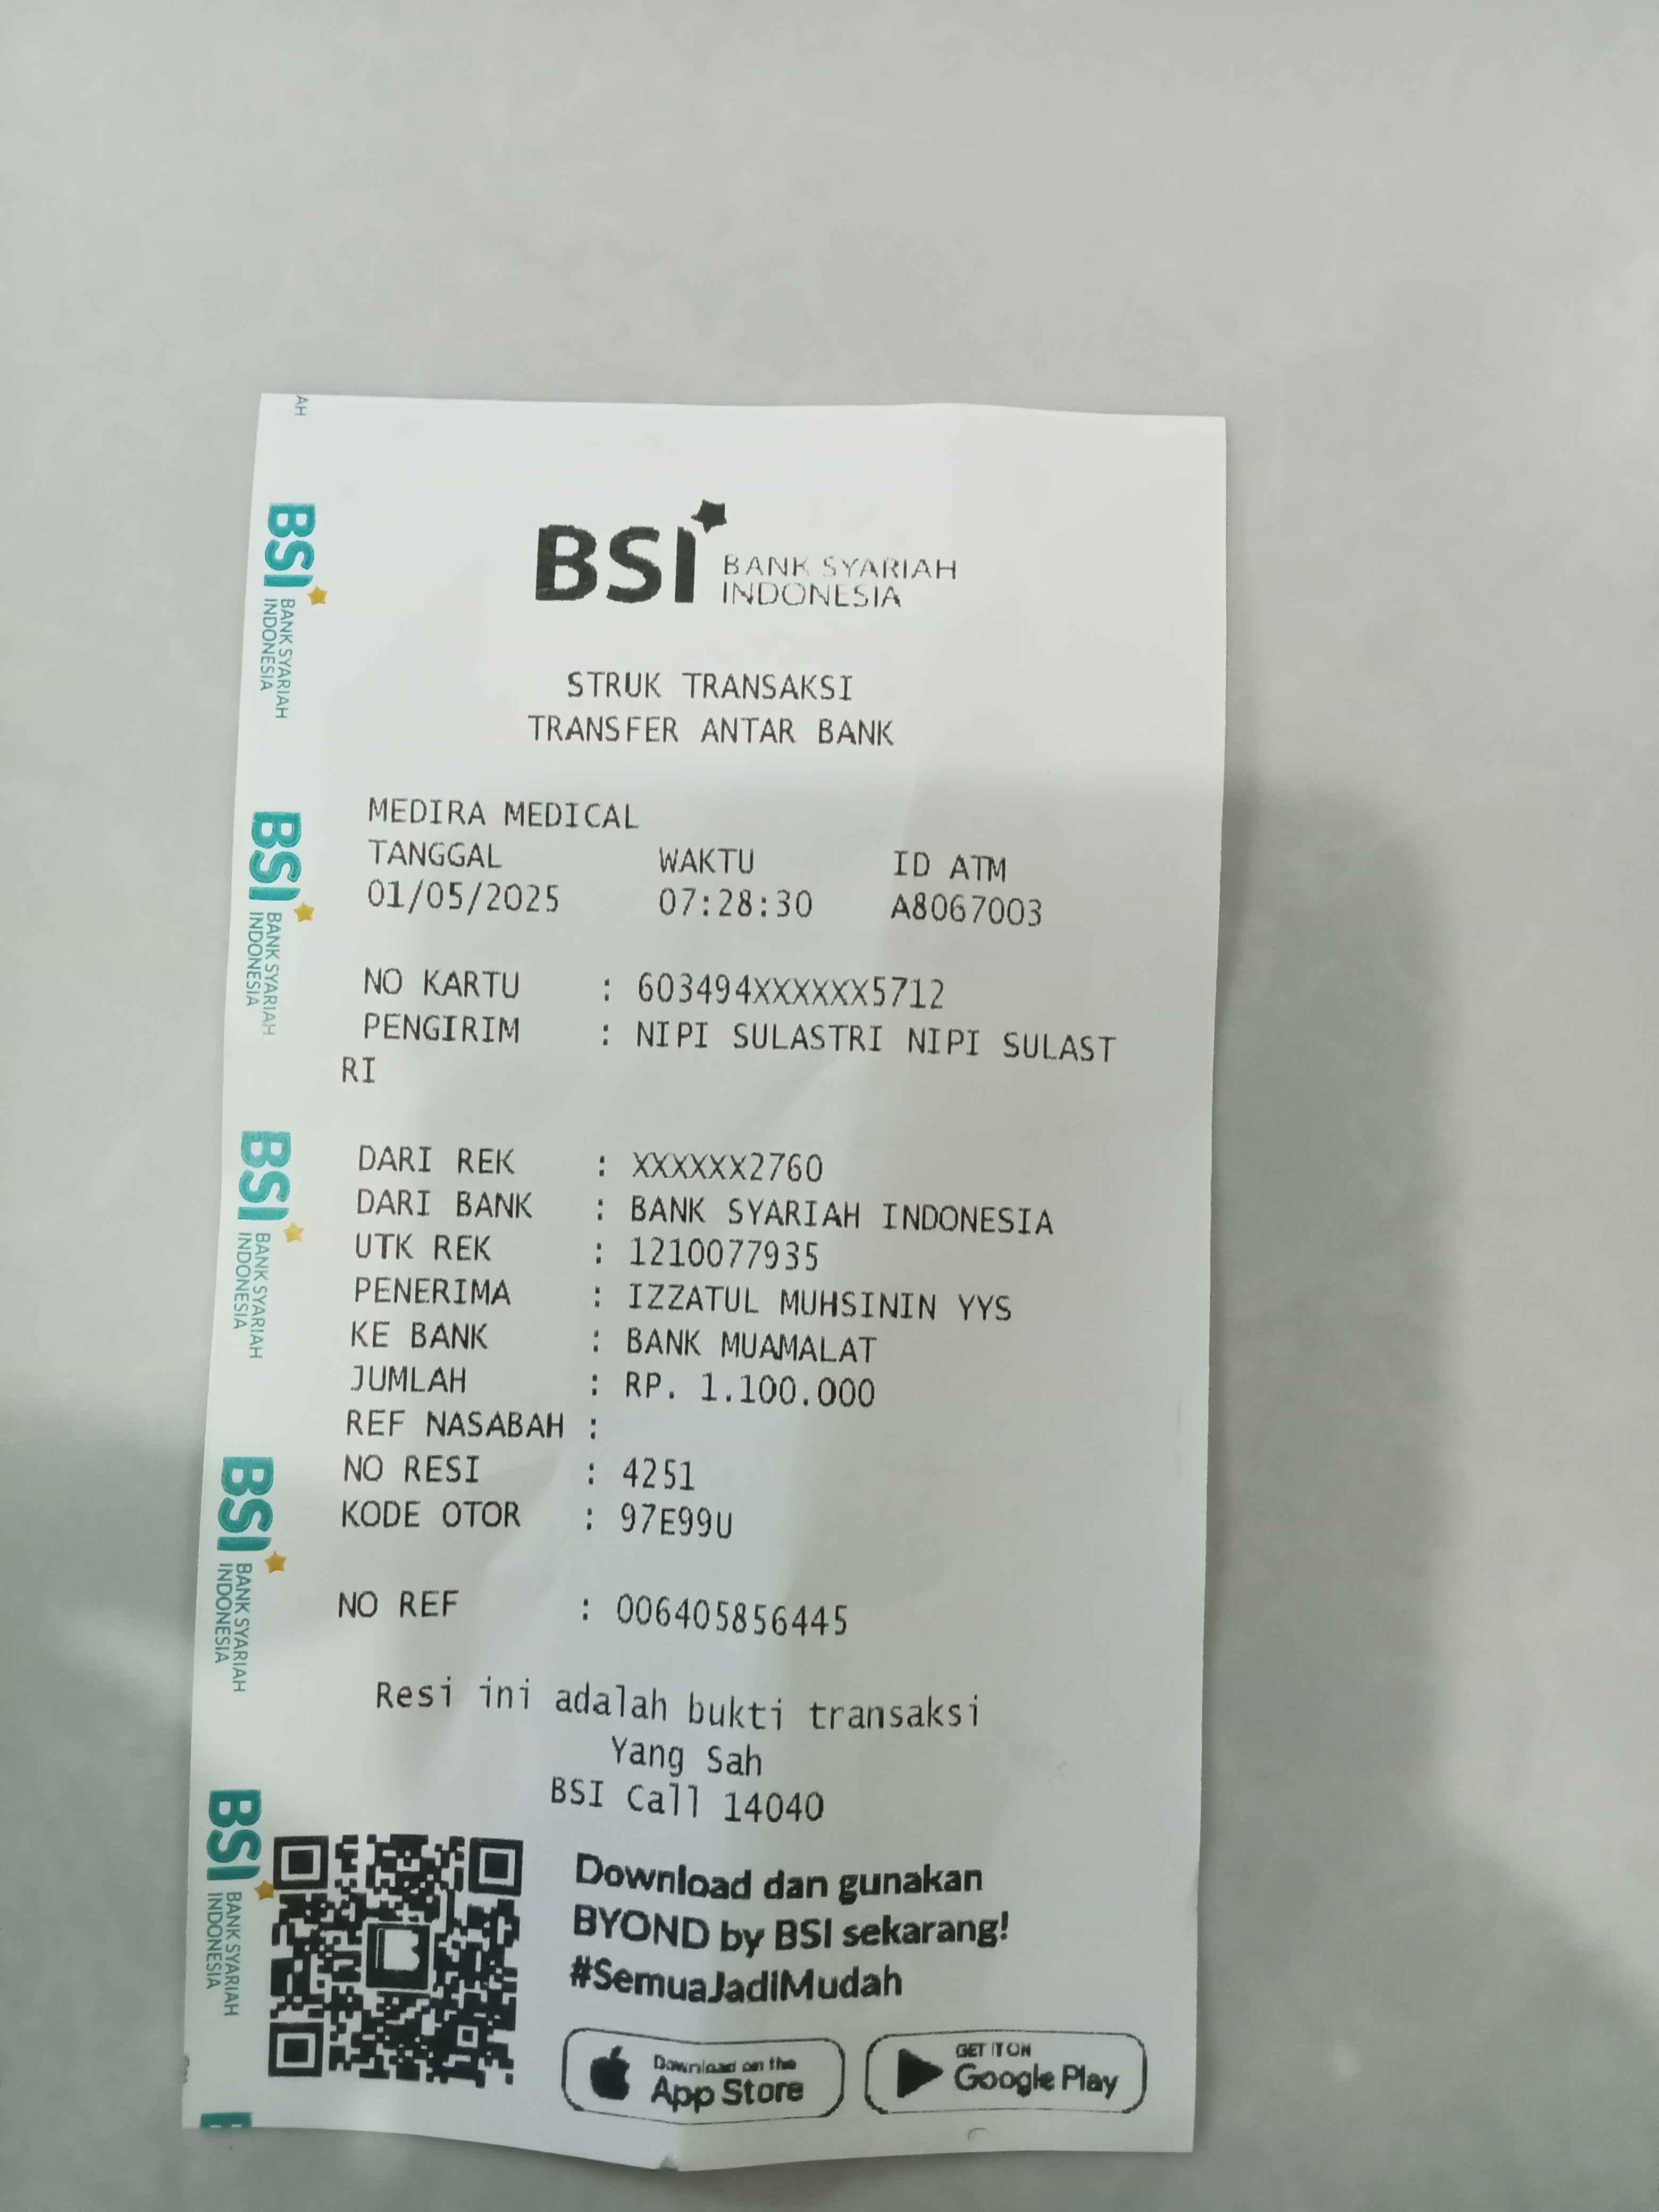 AH
BSI BANK SYARIAH
INDONESIA
BSI BANK SYARIAH
INDONESIA
BSI BANK SYARIAH
INDONESIA
BSI BANK SYARIAH
INDONESIA
BSI BANK SYARIAH
INDONESIA
BSI BANK SYARIAH
INDONESIA
STRUK TRANSAKSI
TRANSFER ANTAR BANK
MEDIRA MEDICAL
TANGGAL WAKTU ID ATM
01/05/2025 07:28:30 A8067003
NO KARTU : 603494XXXXXX5712
PENGIRIM : NIPI SULASTRI NIPI SULAST
RI
DARI REK : XXXXXX2760
DARI BANK : BANK SYARIAH INDONESIA
UTK REK : 1210077935
PENERIMA : IZZATUL MUHSININ YYS
KE BANK : BANK MUAMALAT
JUMLAH : RP. 1.100.000
REF NASABAH :
NO RESI : 4251
KODE OTOR : 97E99U
NO REF : 006405856445
Resi ini adalah bukti transaksi
Yang Sah
BSI Call 14040
Download dan gunakan
BYOND by BSI sekarang!
#SemuaJadiMudah
Download on the
App Store
GET IT ON
Google Play